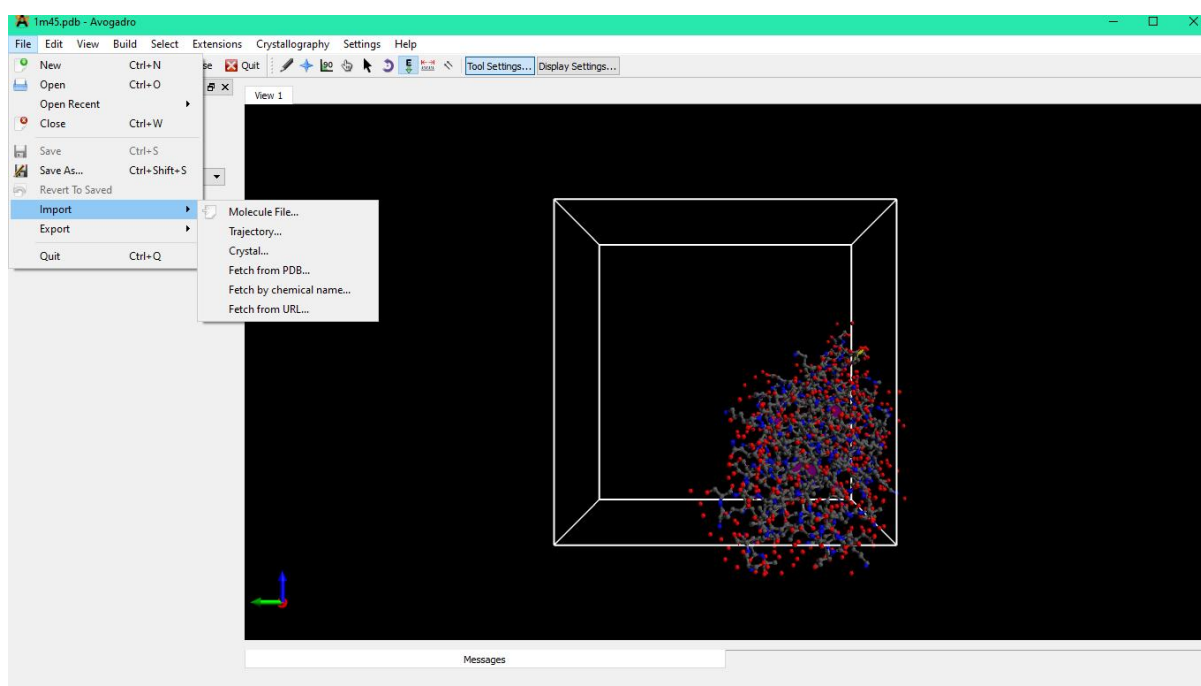 1m45.pdb - Avogadro
File Edit View Build Select Extensions Crystallography Settings Help
New Ctrl+N
Quit
Tool Settings...
Display Settings...
Open Ctrl+O
View 1
Open Recent
Close Ctrl+W
Save Ctrl+S
Save As... Ctrl+Shift+S
Revert To Saved
Import
Molecule File...
Export
Trajectory...
Crystal...
Quit Ctrl+Q
Fetch from PDB...
Fetch by chemical name...
Fetch from URL...
Messages